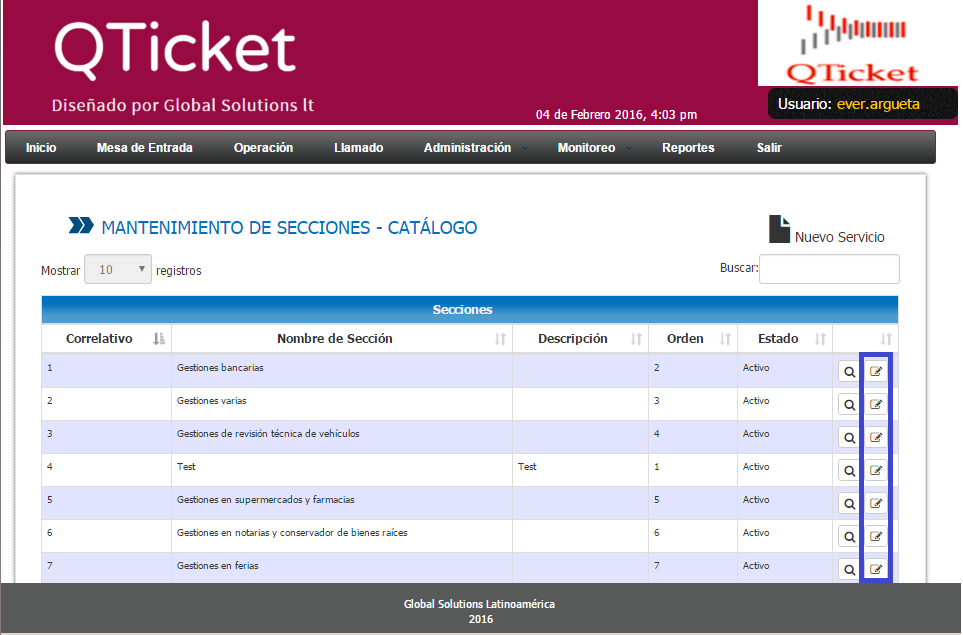 QTicket
Diseñado por Global Solutions lt
04 de Febrero 2016, 4:03 pm
QTicket
Usuario: ever.argueta
Inicio Mesa de Entrada Operación Llamado Administración Monitoreo Reportes Salir
MANTENIMIENTO DE SECCIONES - CATÁLOGO
Nuevo Servicio
Mostrar 10 registros
Buscar:
Secciones
Correlativo Nombre de Sección Descripción Orden Estado
1 Gestiones bancarias 2 Activo
2 Gestiones varias 3 Activo
3 Gestiones de revisión técnica de vehículos 4 Activo
4 Test Test 1 Activo
5 Gestiones en supermercados y farmacias 5 Activo
6 Gestiones en notarias y conservador de bienes raíces 6 Activo
7 Gestiones en ferias 7 Activo
Global Solutions Latinoamérica
2016